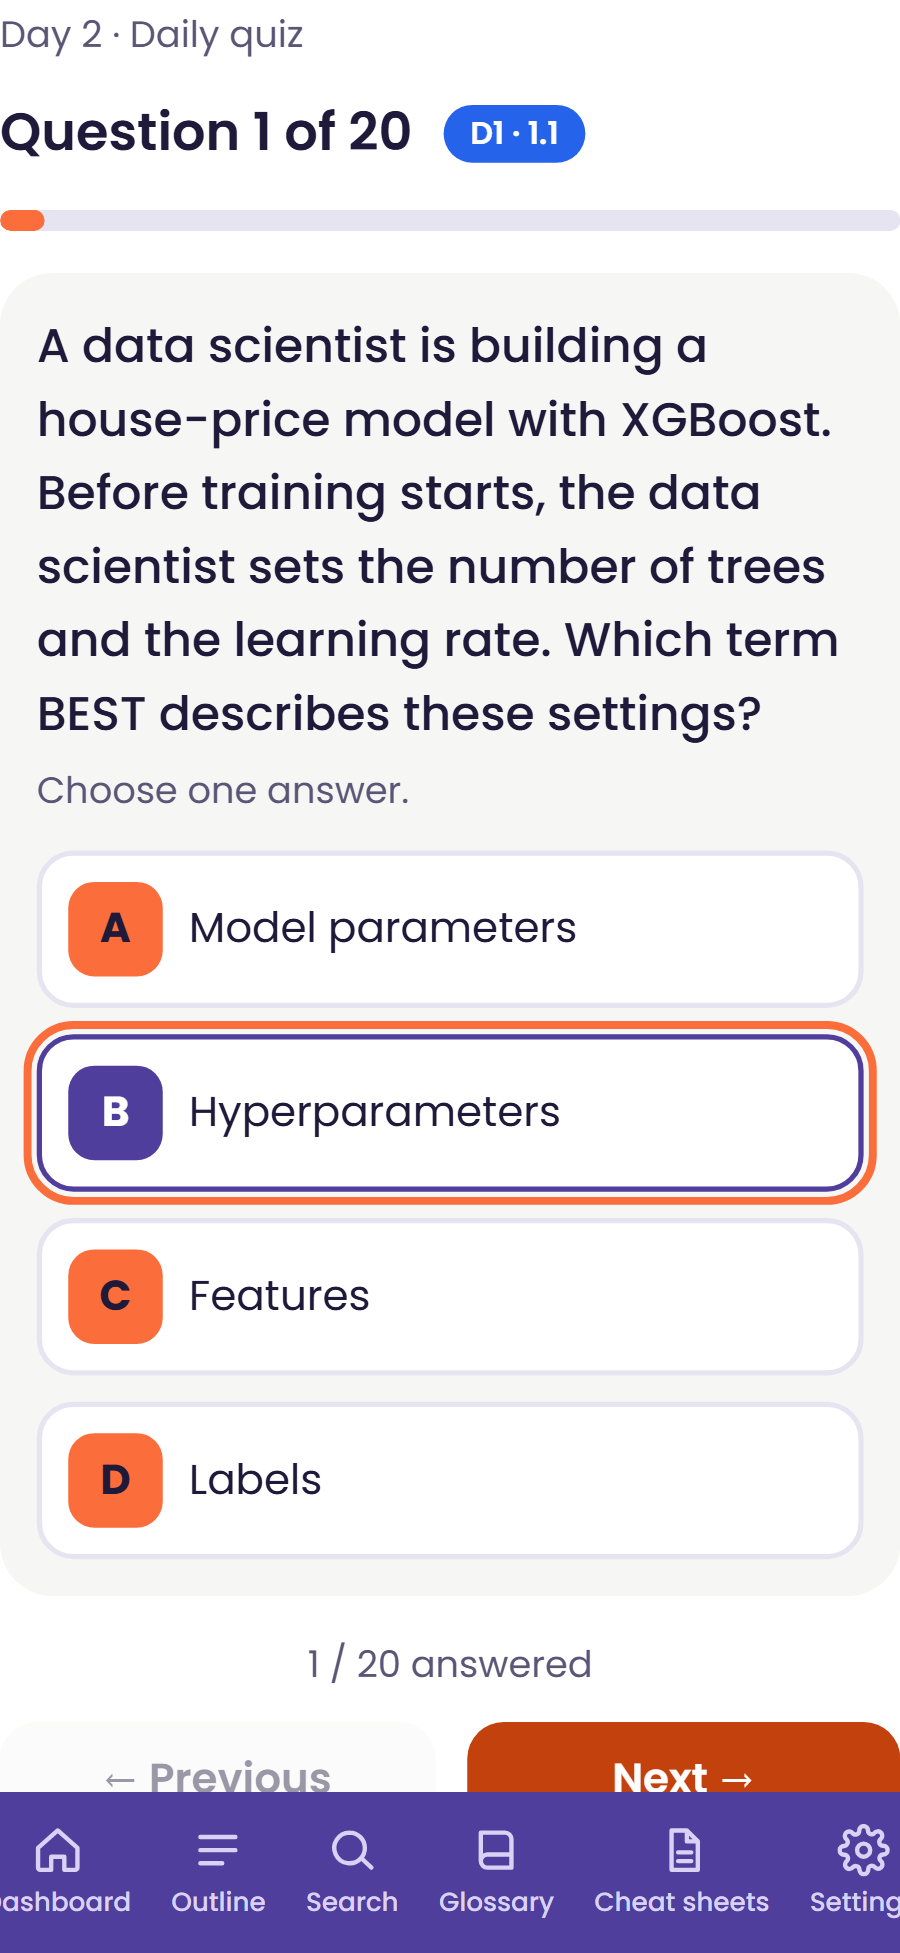 Day 2 · Daily quiz
Question 1 of 20
D1 · 1.1
A data scientist is building a
house-price model with XGBoost.
Before training starts, the data
scientist sets the number of trees
and the learning rate. Which term
BEST describes these settings?
Choose one answer.
A Model parameters
B Hyperparameters
C Features
D Labels
1 / 20 answered
← Previous
Next →
ashboard Outline Search Glossary Cheat sheets Setting